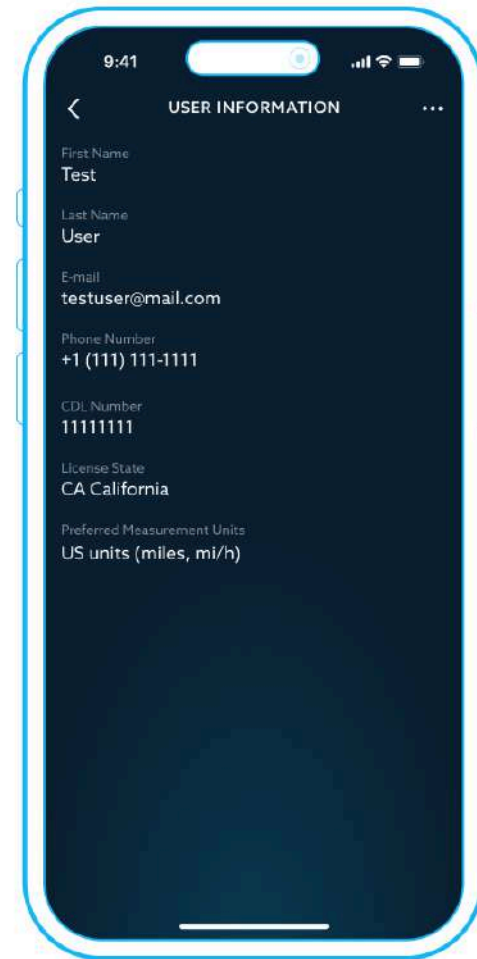 9:41
USER INFORMATION
First Name
Test
Last Name
User
E-mail
testuser@mail.com
Phone Number
+1 (111) 111-1111
CDL Number
11111111
License State
CA California
Preferred Measurement Units
US units (miles, mi/h)